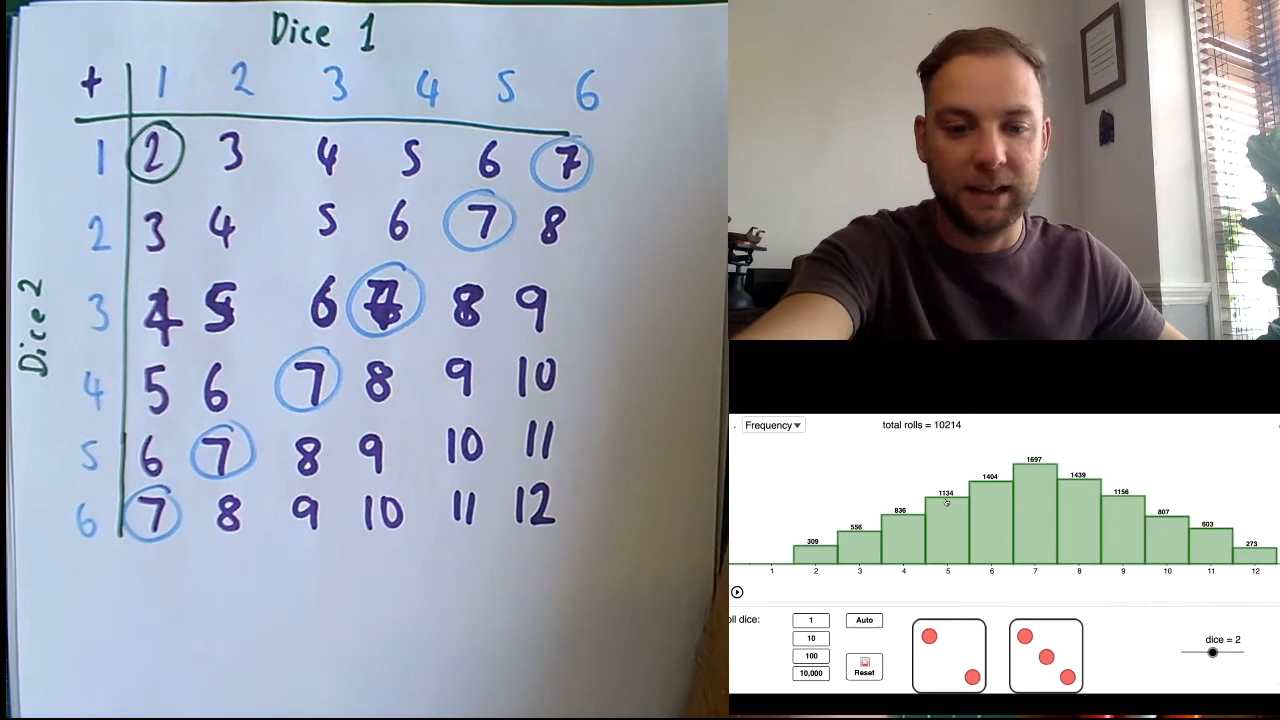 Dice 1
+ 1 2 3 4 5 6
1 2 3 4 5 6 7
2 3 4 5 6 7 8
3 4 5 6 7 8 9
4 5 6 7 8 9 10
5 6 7 8 9 10 11
6 7 8 9 10 11 12
Dice 2
Frequency▼ total rolls = 10214
309 556 836 1134 1404 1697 1439 1156 807 603 273
1 2 3 4 5 6 7 8 9 10 11 12
oll dice:
1 Auto
10
100
Reset
10,000
dice = 2